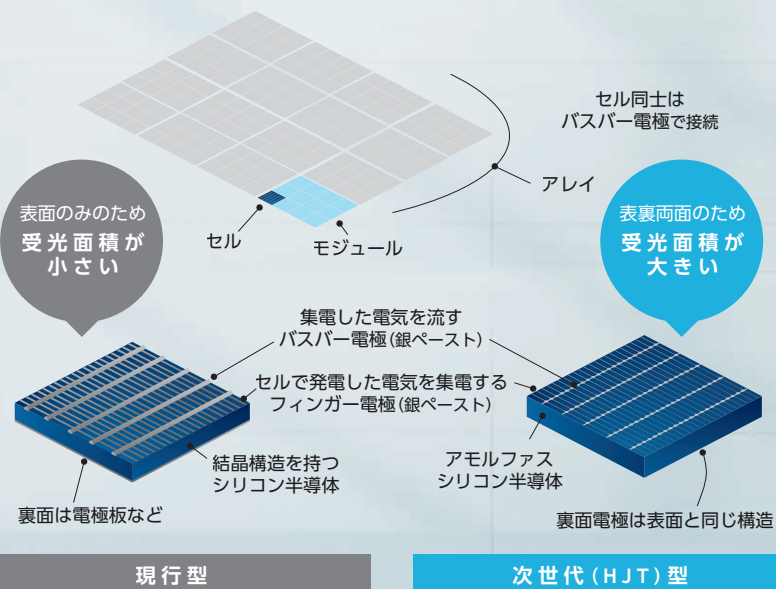 セル同士は
バスバー電極で接続
アレイ
セル
モジュール
表面のみのため
受光面積が
小さい
表裏両面のため
受光面積が
大きい
集電した電気を流す
バスバー電極(銀ペースト)
セルで発電した電気を集電する
フィンガー電極(銀ペースト)
結晶構造を持つ
シリコン半導体
裏面は電極板など
アモルファス
シリコン半導体
裏面電極は表面と同じ構造
現行型
次世代(HJT)型